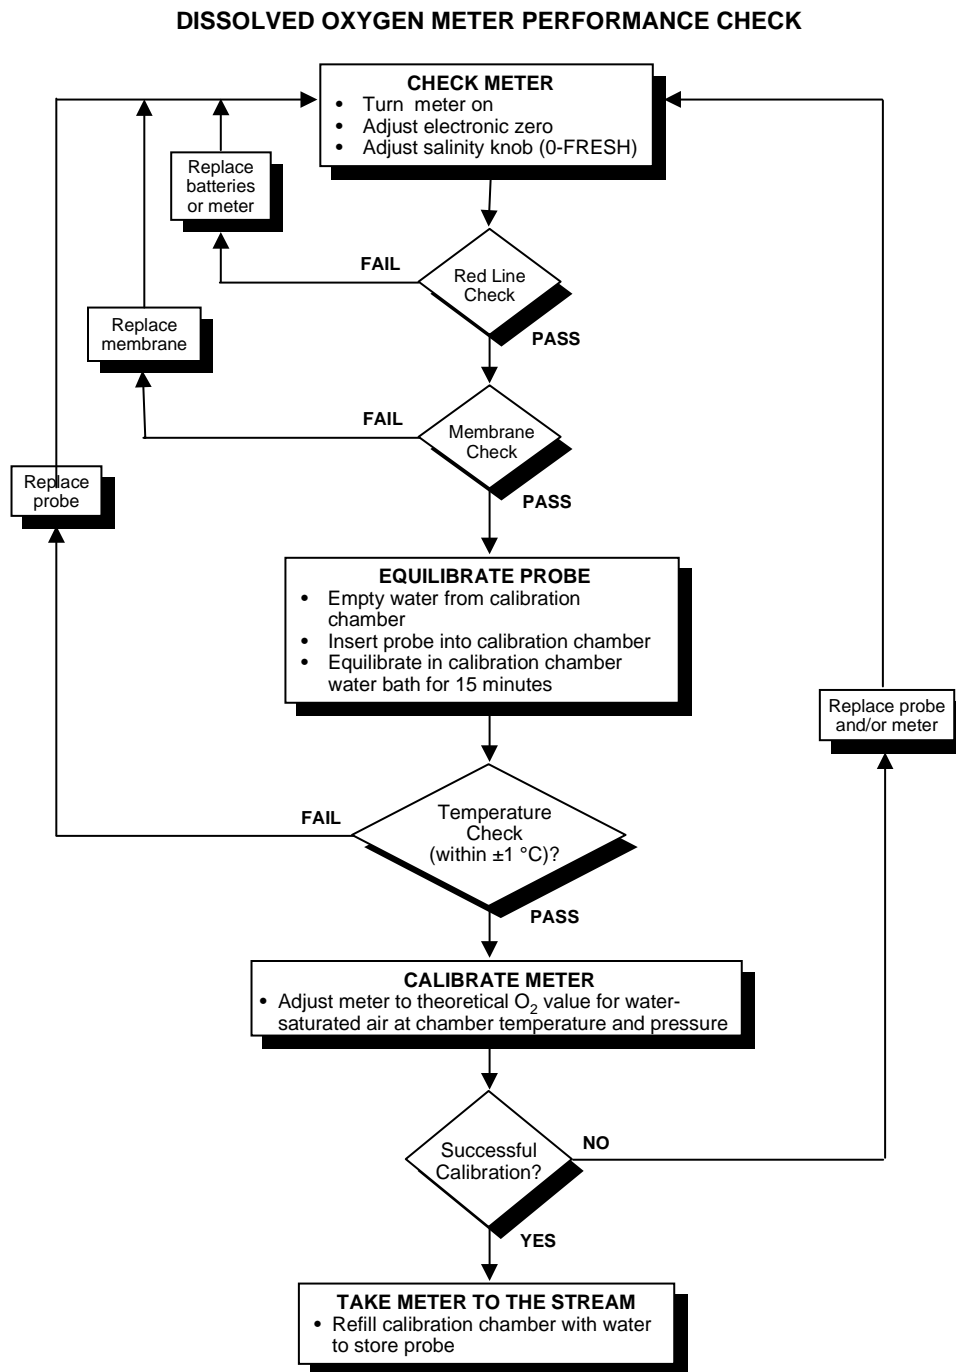 DISSOLVED OXYGEN METER PERFORMANCE CHECK
CHECK METER
• Turn meter on
• Adjust electronic zero
• Adjust salinity knob (0-FRESH)
Replace
batteries
or meter
FAIL
Red Line
Check
PASS
Replace
membrane
FAIL
Membrane
Check
PASS
Replace
probe
EQUILIBRATE PROBE
• Empty water from calibration
chamber
• Insert probe into calibration chamber
• Equilibrate in calibration chamber
water bath for 15 minutes
Replace probe
and/or meter
FAIL
Temperature
Check
(within ±1 °C)?
PASS
CALIBRATE METER
• Adjust meter to theoretical O₂ value for water-
saturated air at chamber temperature and pressure
Successful
Calibration?
NO
YES
TAKE METER TO THE STREAM
• Refill calibration chamber with water
to store probe